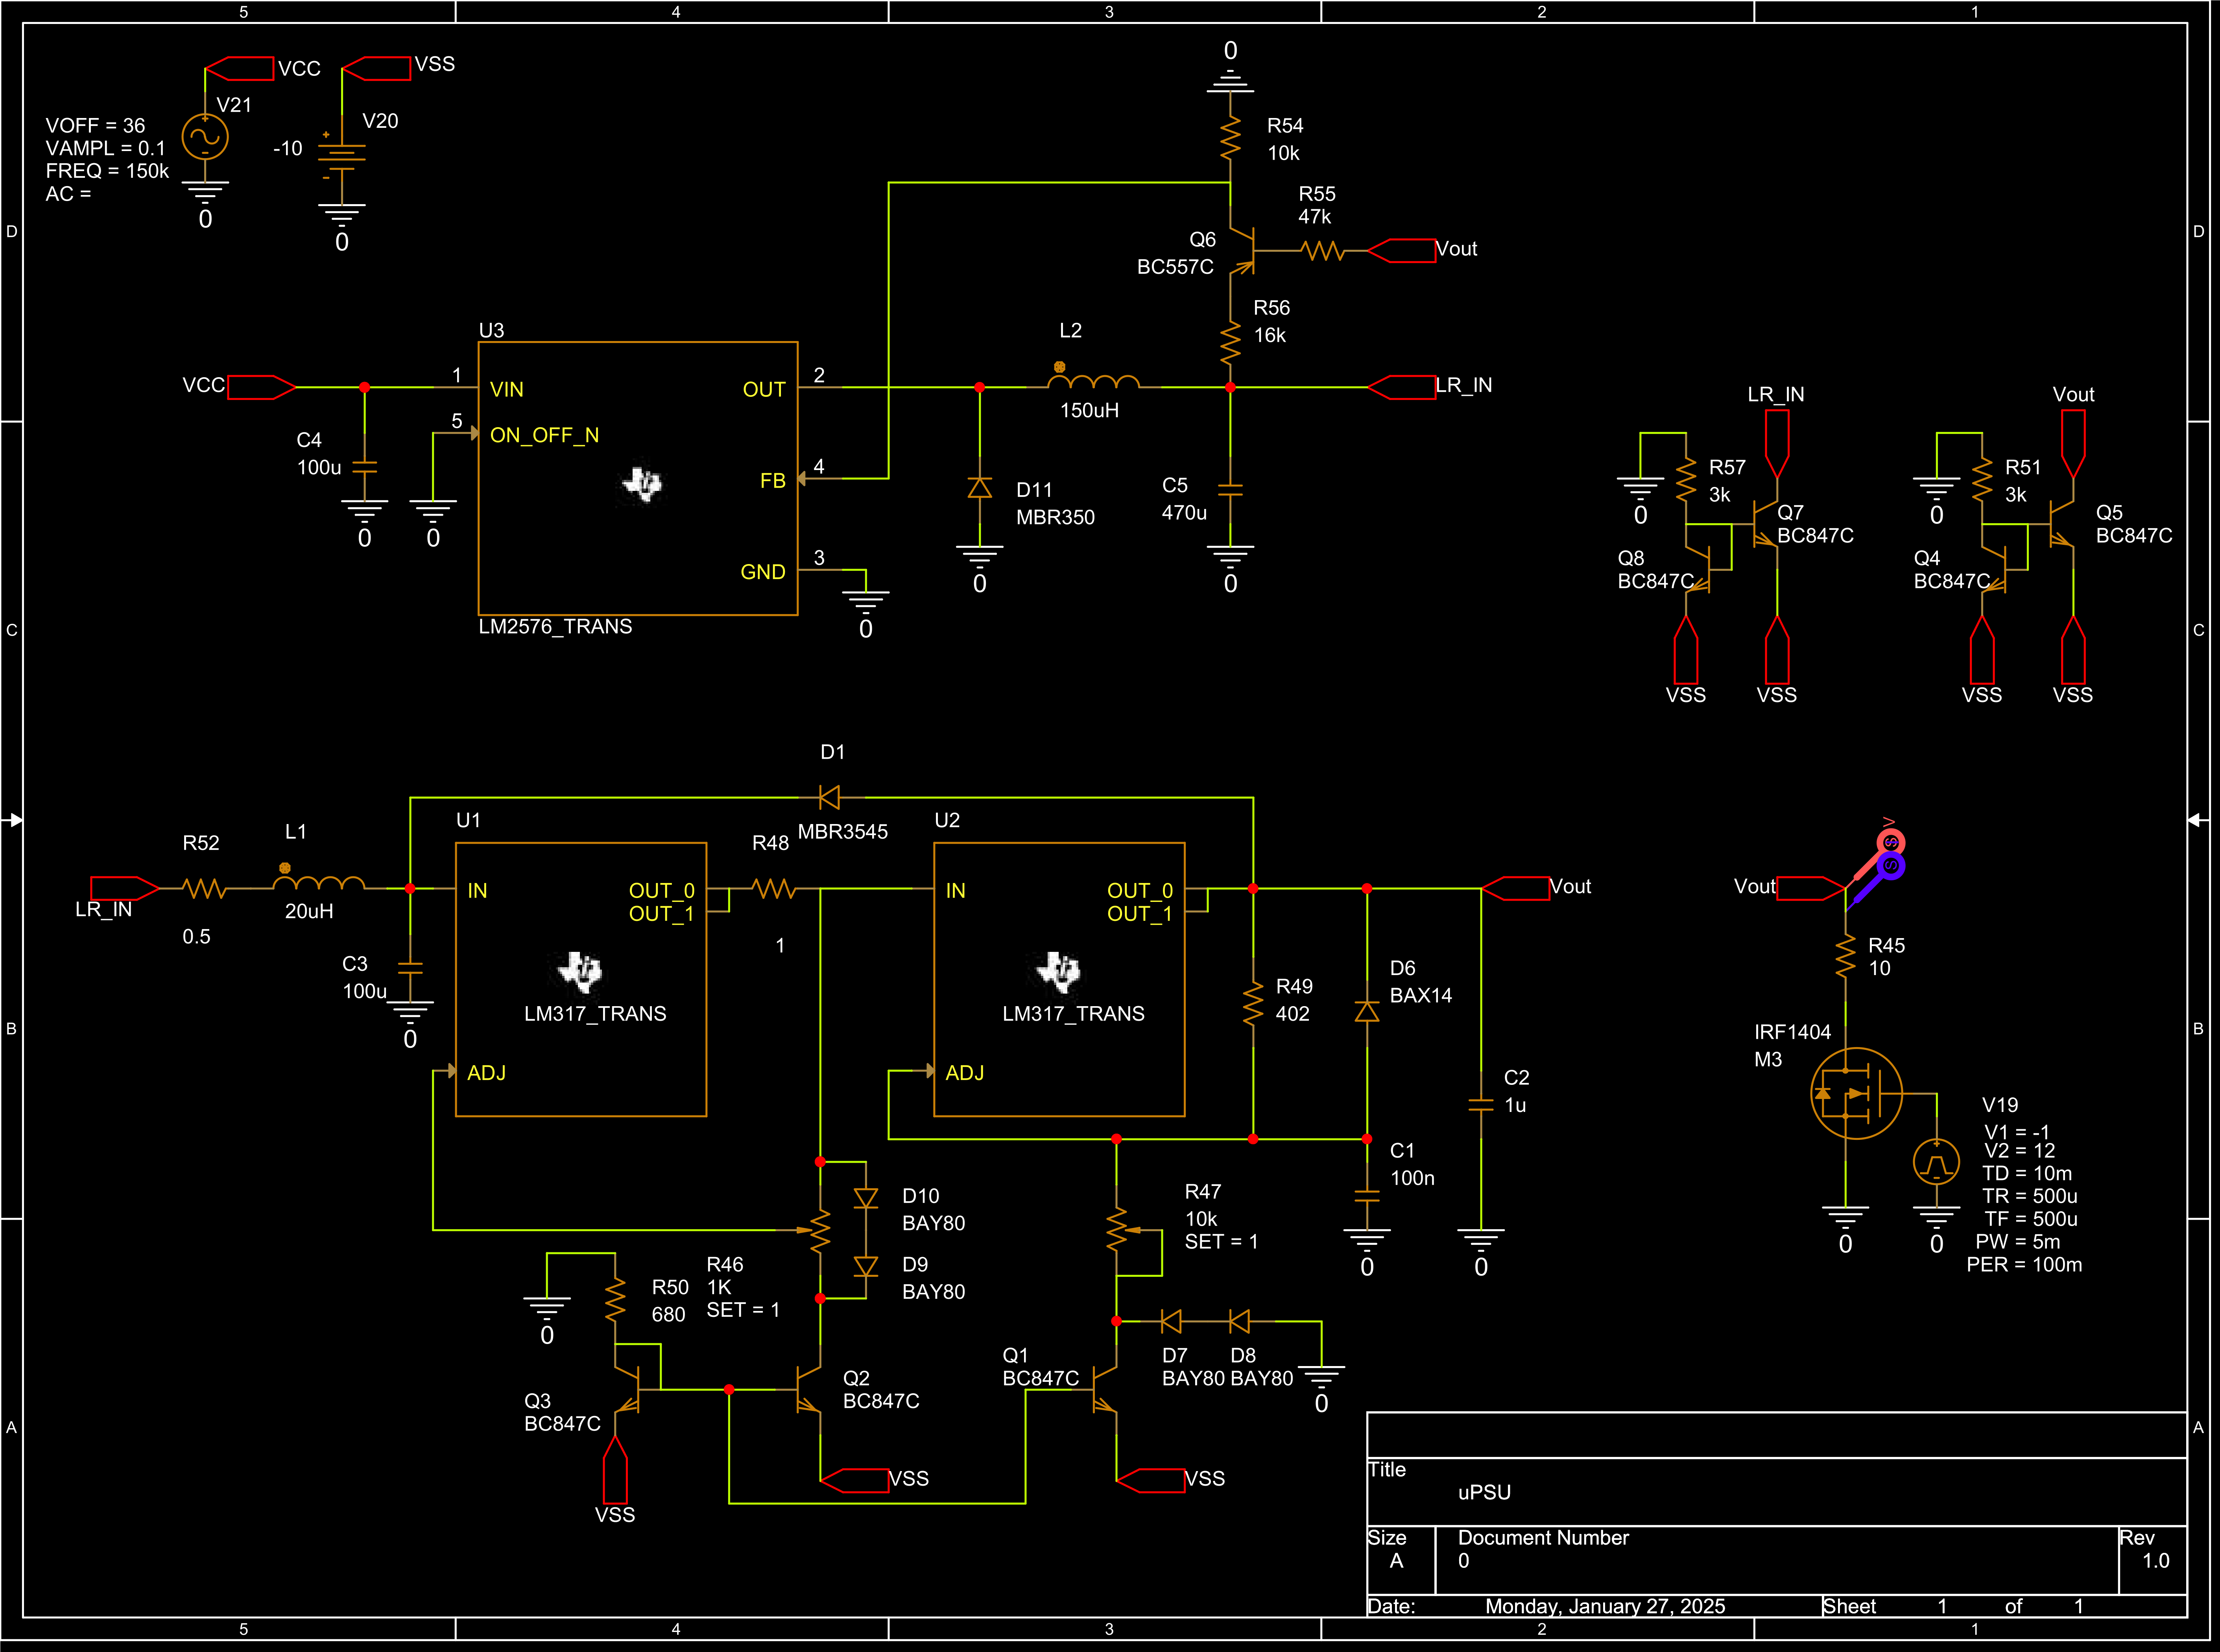 5 4 3 2 1
D
C
B
A
D
C
B
A
VCC
VSS
V21
VOFF = 36
VAMPL = 0.1
FREQ = 150k
AC =
0
V20
-10
0
0
R54
10k
R55
47k
Vout
Q6
BC557C
R56
16k
U3
L2
150uH
VCC
1
VIN
5
ON_OFF_N
OUT
2
FB
4
GND
3
LM2576_TRANS
LR_IN
C4
100u
0
0
0
D11
MBR350
0
C5
470u
0
LR_IN
R57
3k
0
Q7
BC847C
Q8
BC847C
VSS
VSS
Vout
R51
3k
0
Q5
BC847C
Q4
BC847C
VSS
VSS
D1
MBR3545
U1
U2
R52
0.5
L1
20uH
LR_IN
C3
100u
0
IN
OUT_0
OUT_1
LM317_TRANS
ADJ
R48
1
IN
OUT_0
OUT_1
LM317_TRANS
ADJ
Vout
R49
402
D6
BAX14
C2
1u
C1
100n
0
0
Vout
V
R45
10
IRF1404
M3
0
V19
V1 = -1
V2 = 12
TD = 10m
TR = 500u
TF = 500u
PW = 5m
PER = 100m
0
D10
BAY80
D9
BAY80
R46
1K
SET = 1
R50
680
0
R47
10k
SET = 1
Q3
BC847C
VSS
Q2
BC847C
VSS
Q1
BC847C
VSS
D7
BAY80
D8
BAY80
0
Title
uPSU
Size
A
Document Number
0
Rev
1.0
Date:
Monday, January 27, 2025
Sheet 1 of 1
5 4 3 2 1